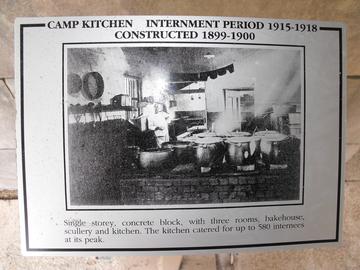 CAMP KITCHEN INTERNMENT PERIOD 1915-1918
CONSTRUCTED 1899-1900
Single storey, concrete block, with three rooms, bakehouse,
scullery and kitchen. The kitchen catered for up to 580 internees
at its peak.